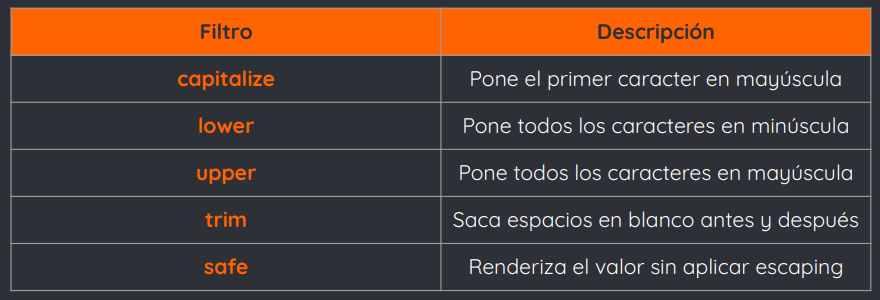 Filtro Descripción
capitalize Pone el primer caracter en mayúscula
lower Pone todos los caracteres en minúscula
upper Pone todos los caracteres en mayúscula
trim Saca espacios en blanco antes y después
safe Renderiza el valor sin aplicar escaping